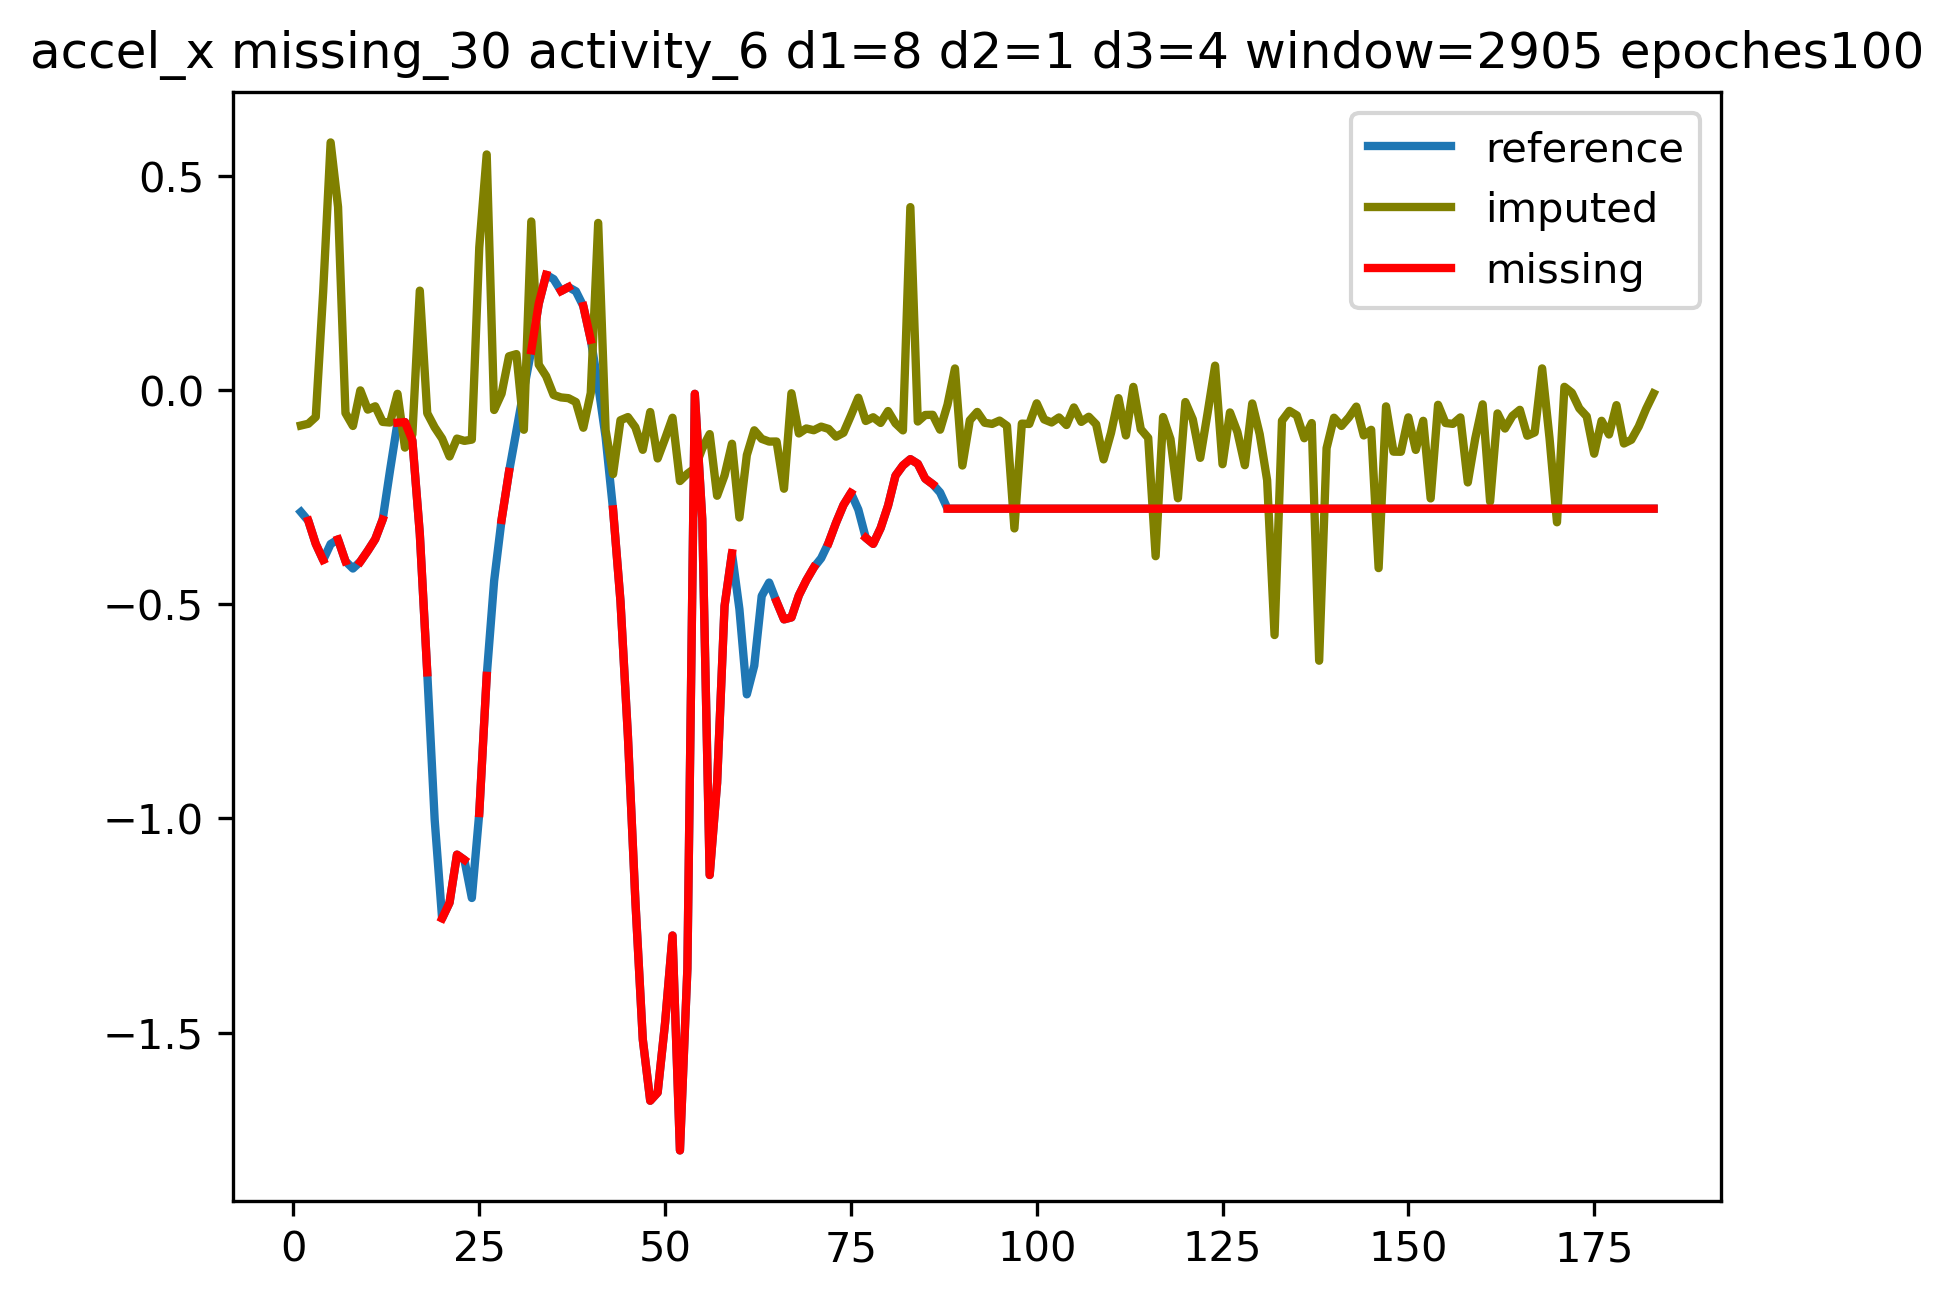 accel_x missing_30 activity_6 d1=8 d2=1 d3=4 window=2905 epoches100
reference
imputed
missing
0.5
0.0
−0.5
−1.0
−1.5
0 25 50 75 100 125 150 175